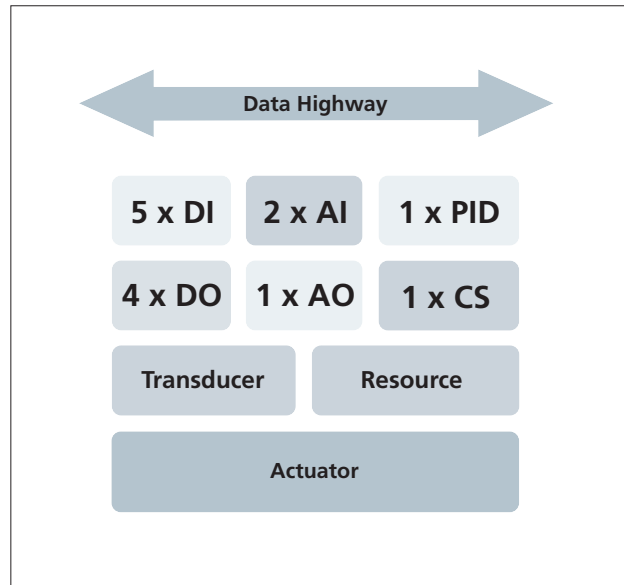 Data Highway
5 x DI
2 x AI
1 x PID
4 x DO
1 x AO
1 x CS
Transducer
Resource
Actuator